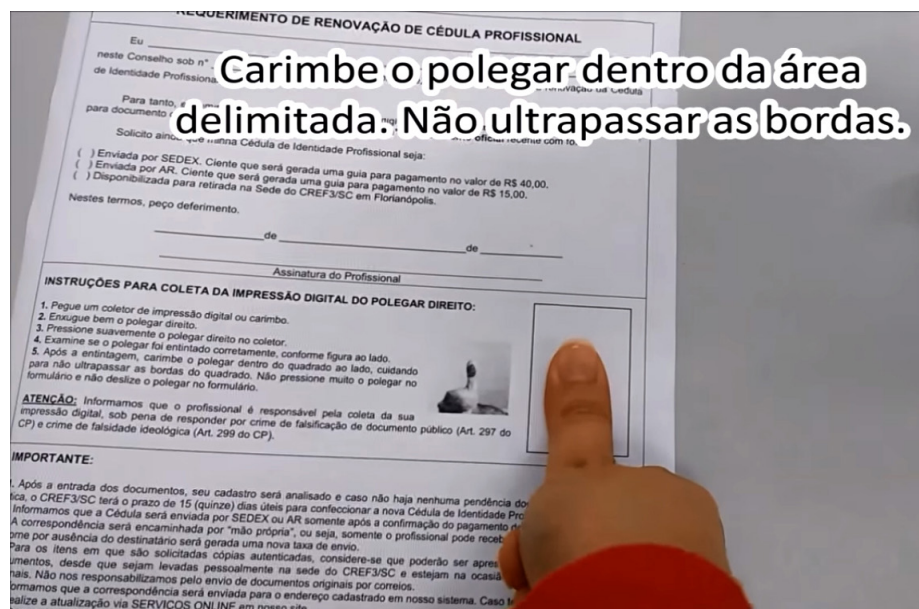 REQUERIMENTO DE RENOVAÇÃO DE CÉDULA PROFISSIONAL
Eu
neste Conselho sob n°
Carimbe o polegar dentro da área
delimitada. Não ultrapassar as bordas.
de Identidade Profissional
Para tanto,
para documento
Solicito ainda que minha Cédula de Identidade Profissional seja:
( ) Enviada por SEDEX. Ciente que será gerada uma guia para pagamento no valor de R$ 40,00.
( ) Enviada por AR. Ciente que será gerada uma guia para pagamento no valor de R$ 15,00.
( ) Disponibilizada para retirada na Sede do CREF3/SC em Florianópolis.
Nestes termos, peço deferimento.
de de
Assinatura do Profissional
INSTRUÇÕES PARA COLETA DA IMPRESSÃO DIGITAL DO POLEGAR DIREITO:
1. Pegue um coletor de impressão digital ou carimbo.
2. Enxugue bem o polegar direito.
3. Pressione suavemente o polegar direito no coletor.
4. Examine se o polegar foi entintado corretamente, conforme figura ao lado.
5. Após a entintagem, carimbe o polegar dentro do quadrado ao lado, cuidando
para não ultrapassar as bordas do quadrado. Não pressione muito o polegar no
formulário e não deslize o polegar no formulário.
ATENÇÃO: Informamos que o profissional é responsável pela coleta da sua
impressão digital, sob pena de responder por crime de falsificação de documento público (Art. 297 do
CP) e crime de falsidade ideológica (Art. 299 do CP).
IMPORTANTE:
. Após a entrada dos documentos, seu cadastro será analisado e caso não haja nenhuma pendência
, o CREF3/SC terá o prazo de 15 (quinze) dias úteis para confeccionar a nova Cédula de Identidade
Informamos que a Cédula será enviada por SEDEX ou AR somente após a confirmação do pagamento
A correspondência será encaminhada por "mão própria", ou seja, somente o profissional pode
por ausência do destinatário será gerada uma nova taxa de envio.
Para os itens em que são solicitadas cópias autenticadas, considere-se que poderão ser
desde que sejam levadas pessoalmente na sede do CREF3/SC e estejam na
Não nos responsabilizamos pelo envio de documentos originais por correios.
que a correspondência será enviada para o endereço cadastrado em nosso sistema. Caso
a atualização via SERVIÇOS ONLINE em nosso site